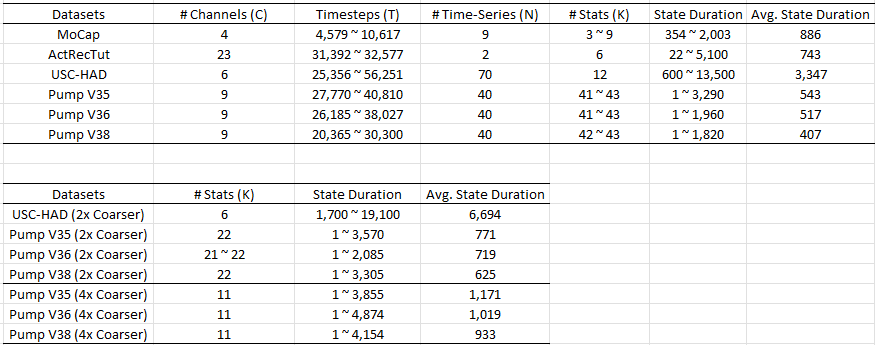 Datasets # Channels (C) Timesteps (T) # Time-Series (N) # Stats (K) State Duration Avg. State Duration
MoCap 4 4,579 ~ 10,617 9 3 ~ 9 354 ~ 2,003 886
ActRecTut 23 31,392 ~ 32,577 2 6 22 ~ 5,100 743
USC-HAD 6 25,356 ~ 56,251 70 12 600 ~ 13,500 3,347
Pump V35 9 27,770 ~ 40,810 40 41 ~ 43 1 ~ 3,290 543
Pump V36 9 26,185 ~ 38,027 40 41 ~ 43 1 ~ 1,960 517
Pump V38 9 20,365 ~ 30,300 40 42 ~ 43 1 ~ 1,820 407
Datasets # Stats (K) State Duration Avg. State Duration
USC-HAD (2x Coarser) 6 1,700 ~ 19,100 6,694
Pump V35 (2x Coarser) 22 1 ~ 3,570 771
Pump V36 (2x Coarser) 21 ~ 22 1 ~ 2,085 719
Pump V38 (2x Coarser) 22 1 ~ 3,305 625
Pump V35 (4x Coarser) 11 1 ~ 3,855 1,171
Pump V36 (4x Coarser) 11 1 ~ 4,874 1,019
Pump V38 (4x Coarser) 11 1 ~ 4,154 933